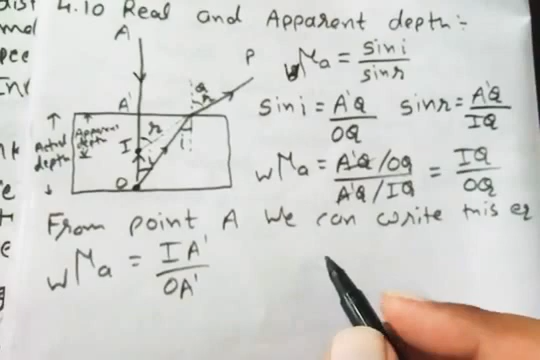 4.10 Real and Apparent depth:-
A
P
wμa = sin i / sin r
A'
sin i = A'Q / OQ sin r = A'Q / IQ
Actual depth
Apparent depth
I
r
i
i
O
wμa = A'Q/OQ / A'Q/IQ = IQ / OQ
From point A we can write this eq
wμa = IA' / OA'